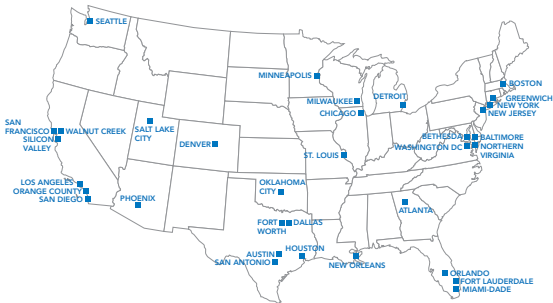 SEATTLE
MINNEAPOLIS
MILWAUKEE
CHICAGO
DETROIT
BOSTON
GREENWICH
NEW YORK
NEW JERSEY
SAN
FRANCISCO
WALNUT CREEK
SILICON
VALLEY
SALT LAKE
CITY
DENVER
ST. LOUIS
BETHESDA
BALTIMORE
WASHINGTON DC
NORTHERN
VIRGINIA
LOS ANGELES
ORANGE COUNTY
SAN DIEGO
PHOENIX
OKLAHOMA
CITY
FORT
WORTH
DALLAS
ATLANTA
AUSTIN
SAN ANTONIO
HOUSTON
NEW ORLEANS
ORLANDO
FORT LAUDERDALE
MIAMI-DADE